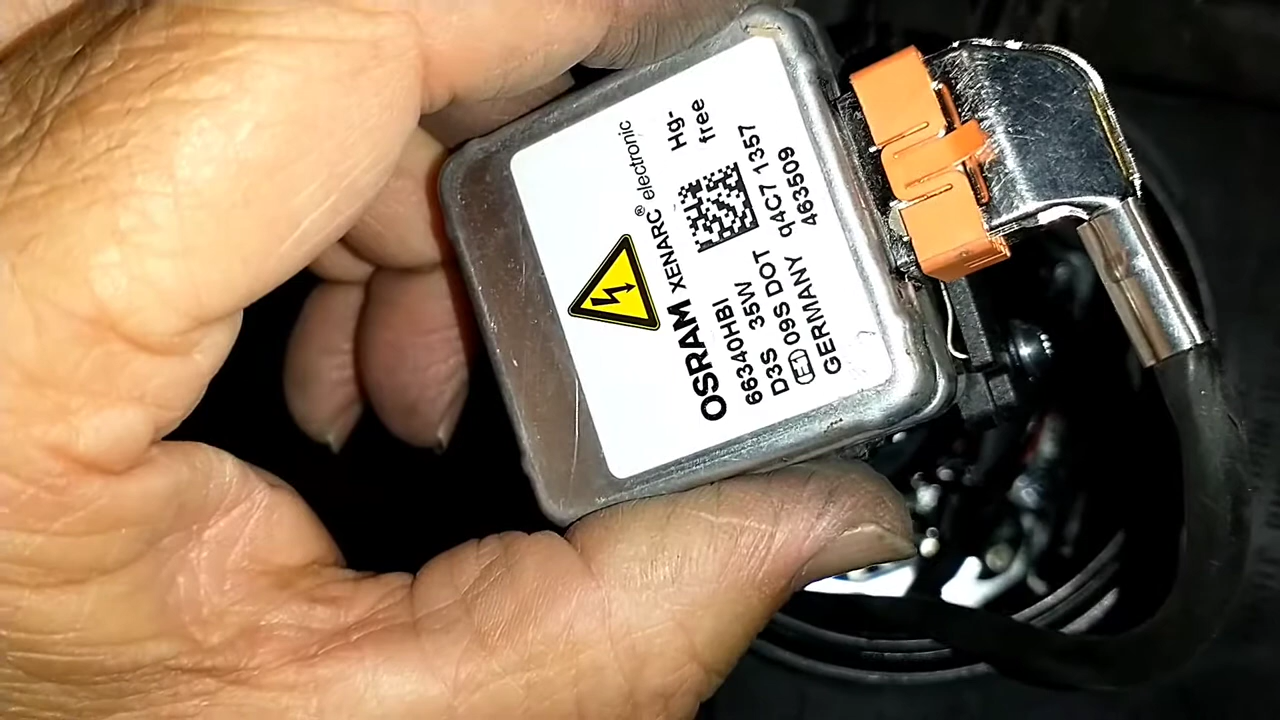 OSRAM XENARC® electronic
66340HBI
Hg-
free
D3S 35W
E1 09S DOT q4C7 1357
GERMANY 463509